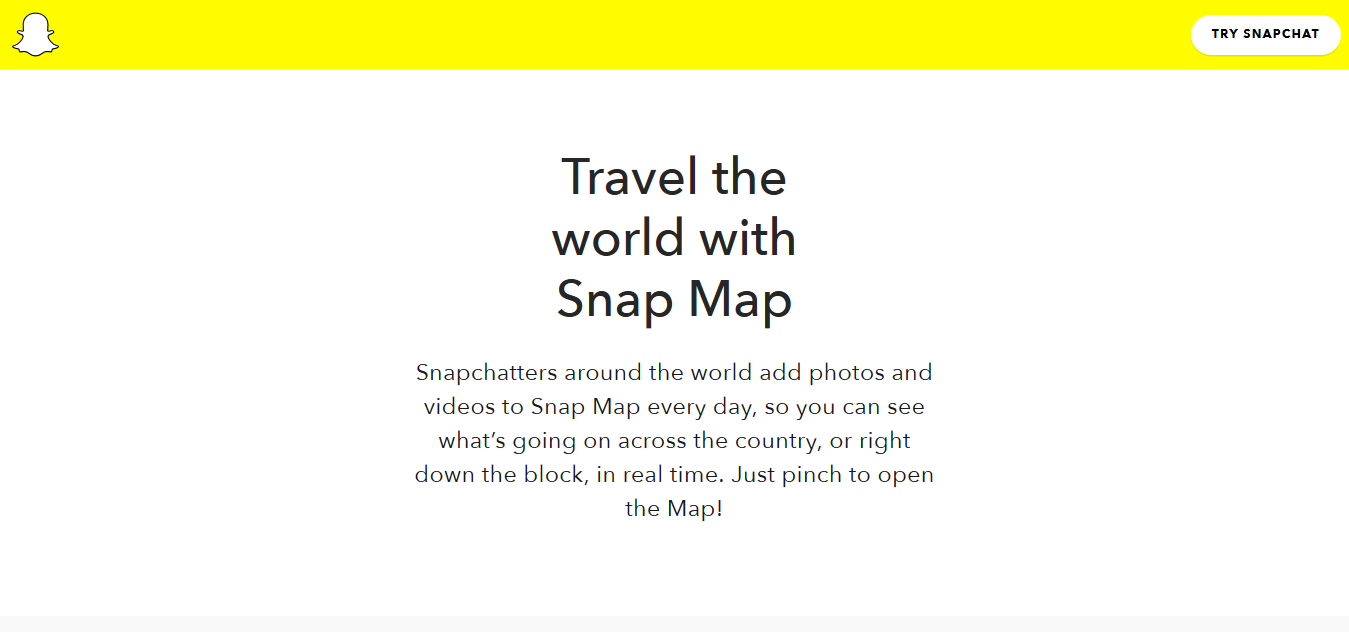 TRY SNAPCHAT
Travel the
world with
Snap Map
Snapchatters around the world add photos and
videos to Snap Map every day, so you can see
what’s going on across the country, or right
down the block, in real time. Just pinch to open
the Map!